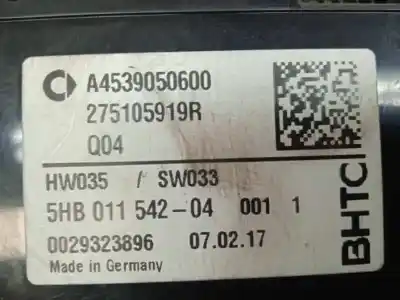 A4539050600
275105919R
Q04
HW035 / SW033
5HB 011 542-04 001 1
0029323896 07.02.17
Made in Germany
BHTC